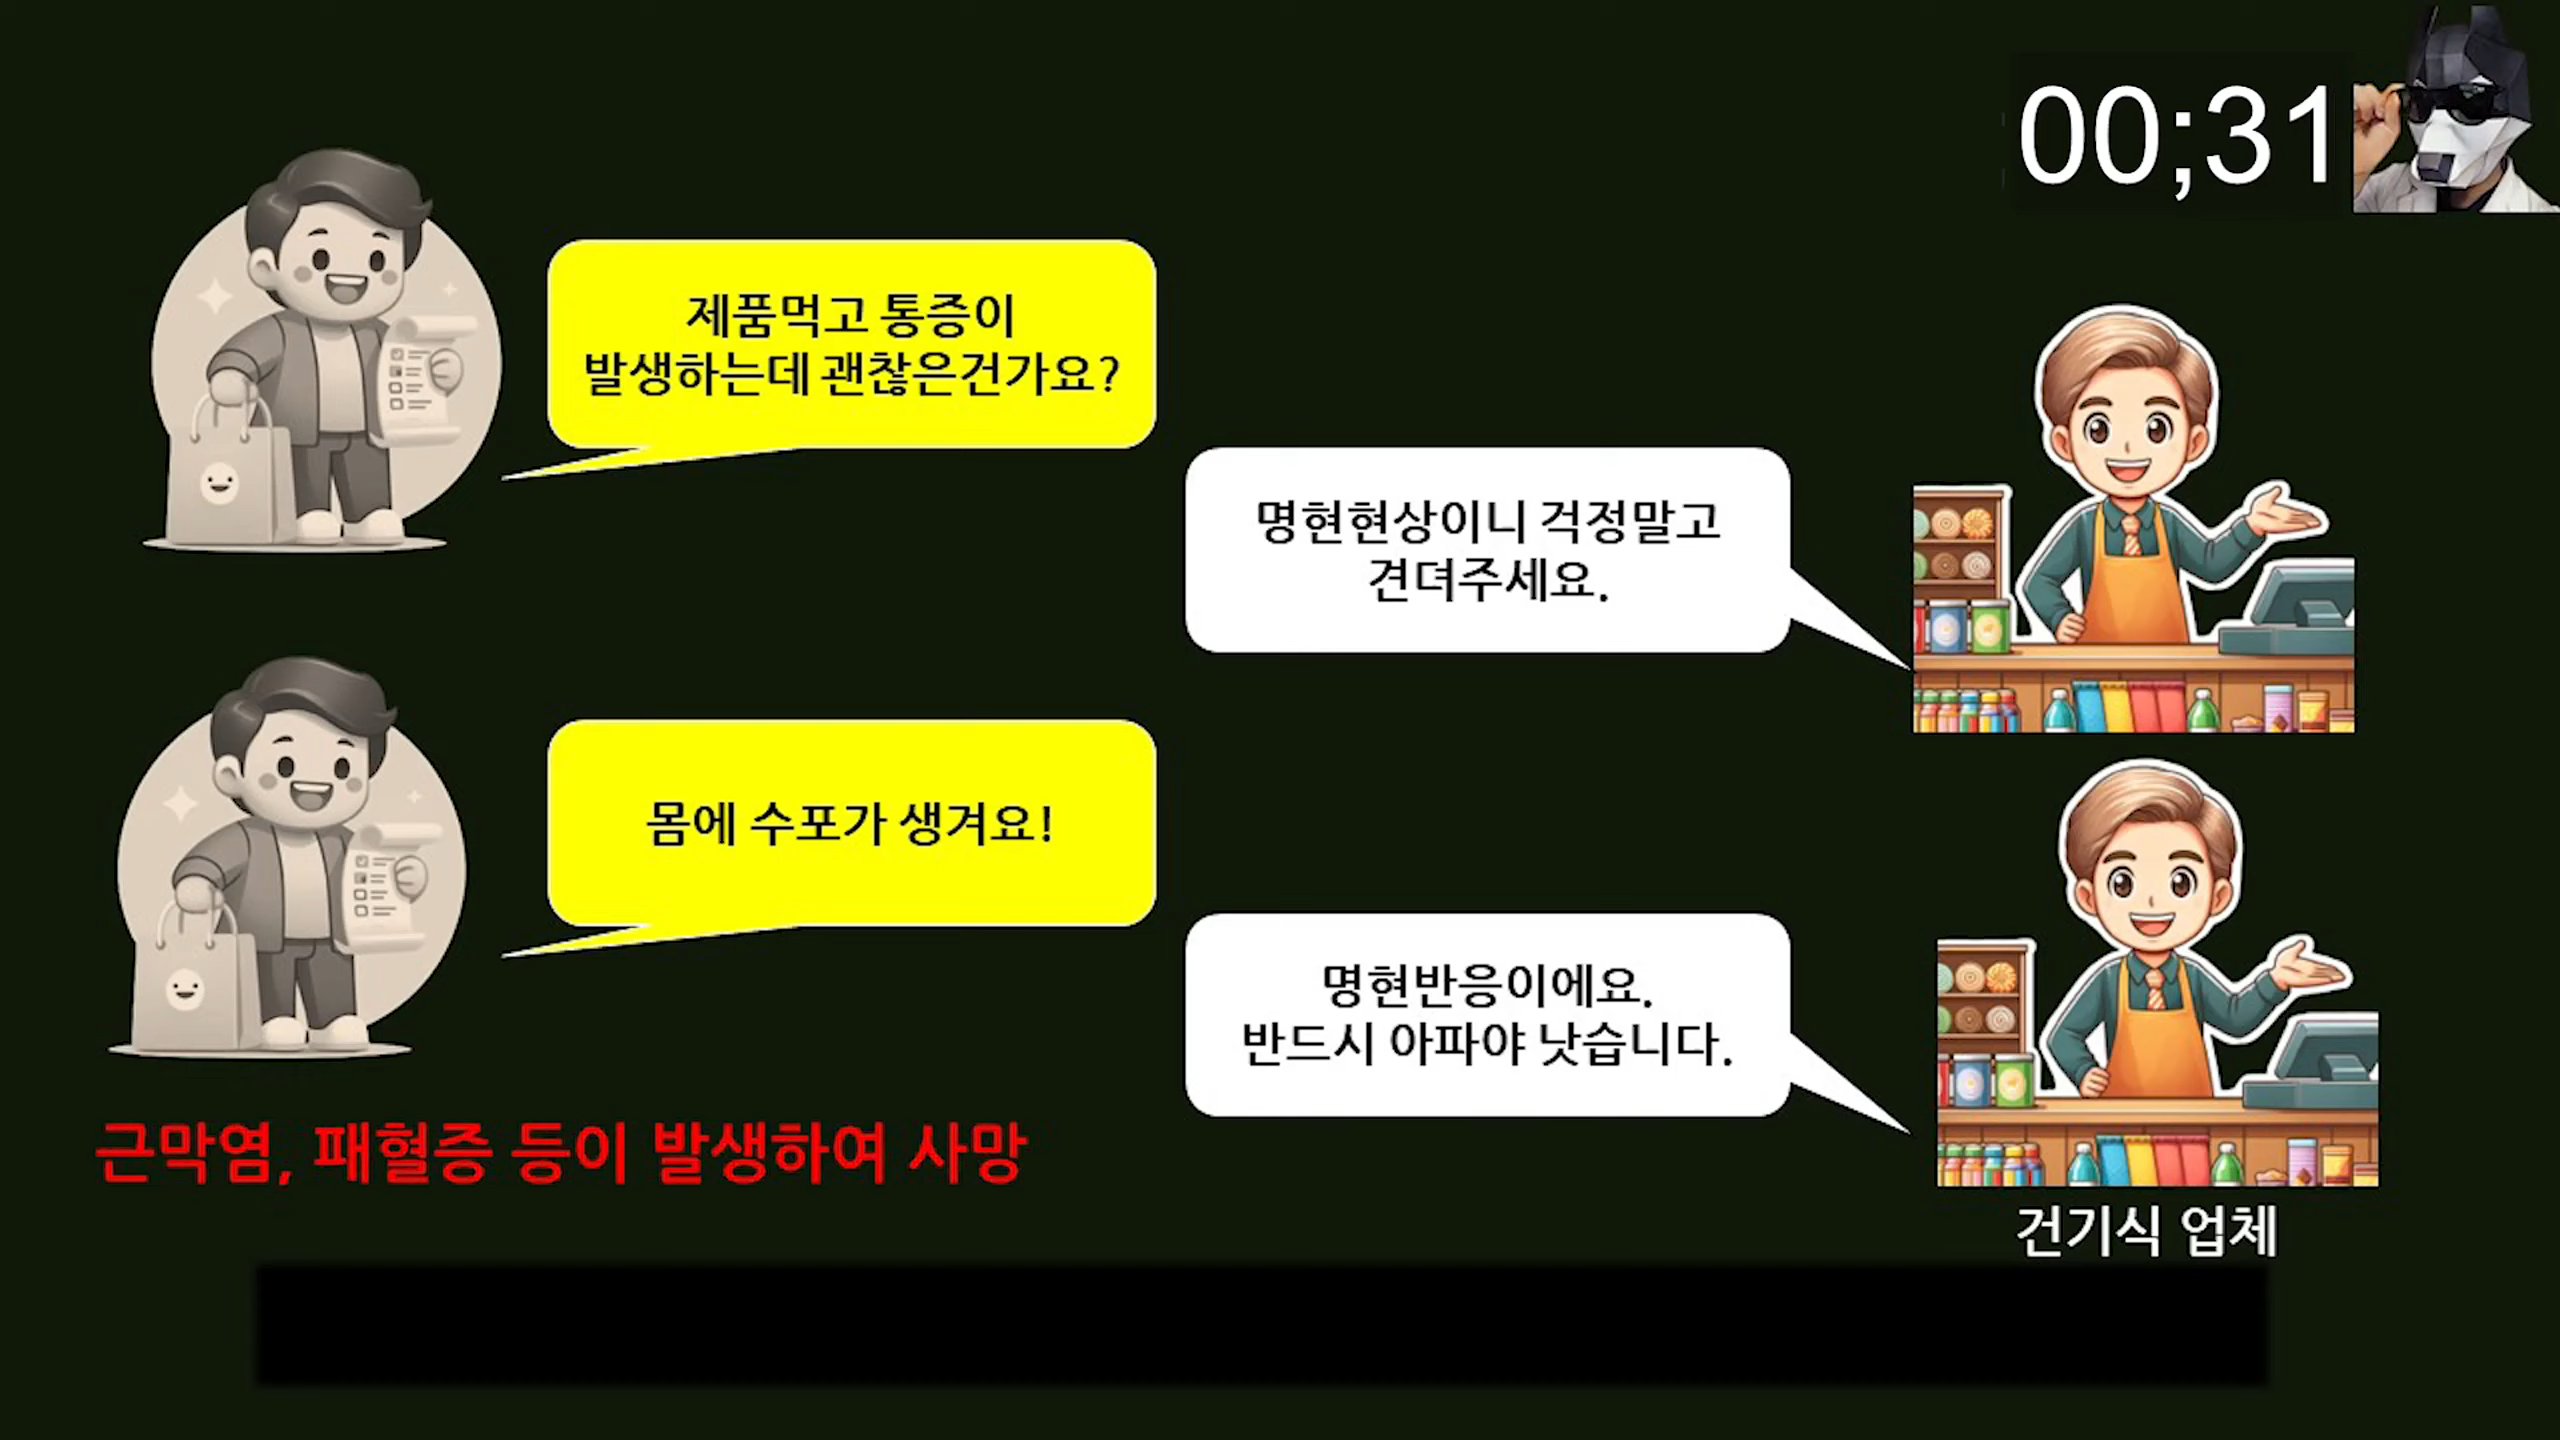 00;31
제품먹고 통증이
발생하는데 괜찮은건가요?
명현현상이니 걱정말고
견뎌주세요.
몸에 수포가 생겨요!
명현반응이에요.
반드시 아파야 낫습니다.
근막염, 패혈증 등이 발생하여 사망
건기식 업체